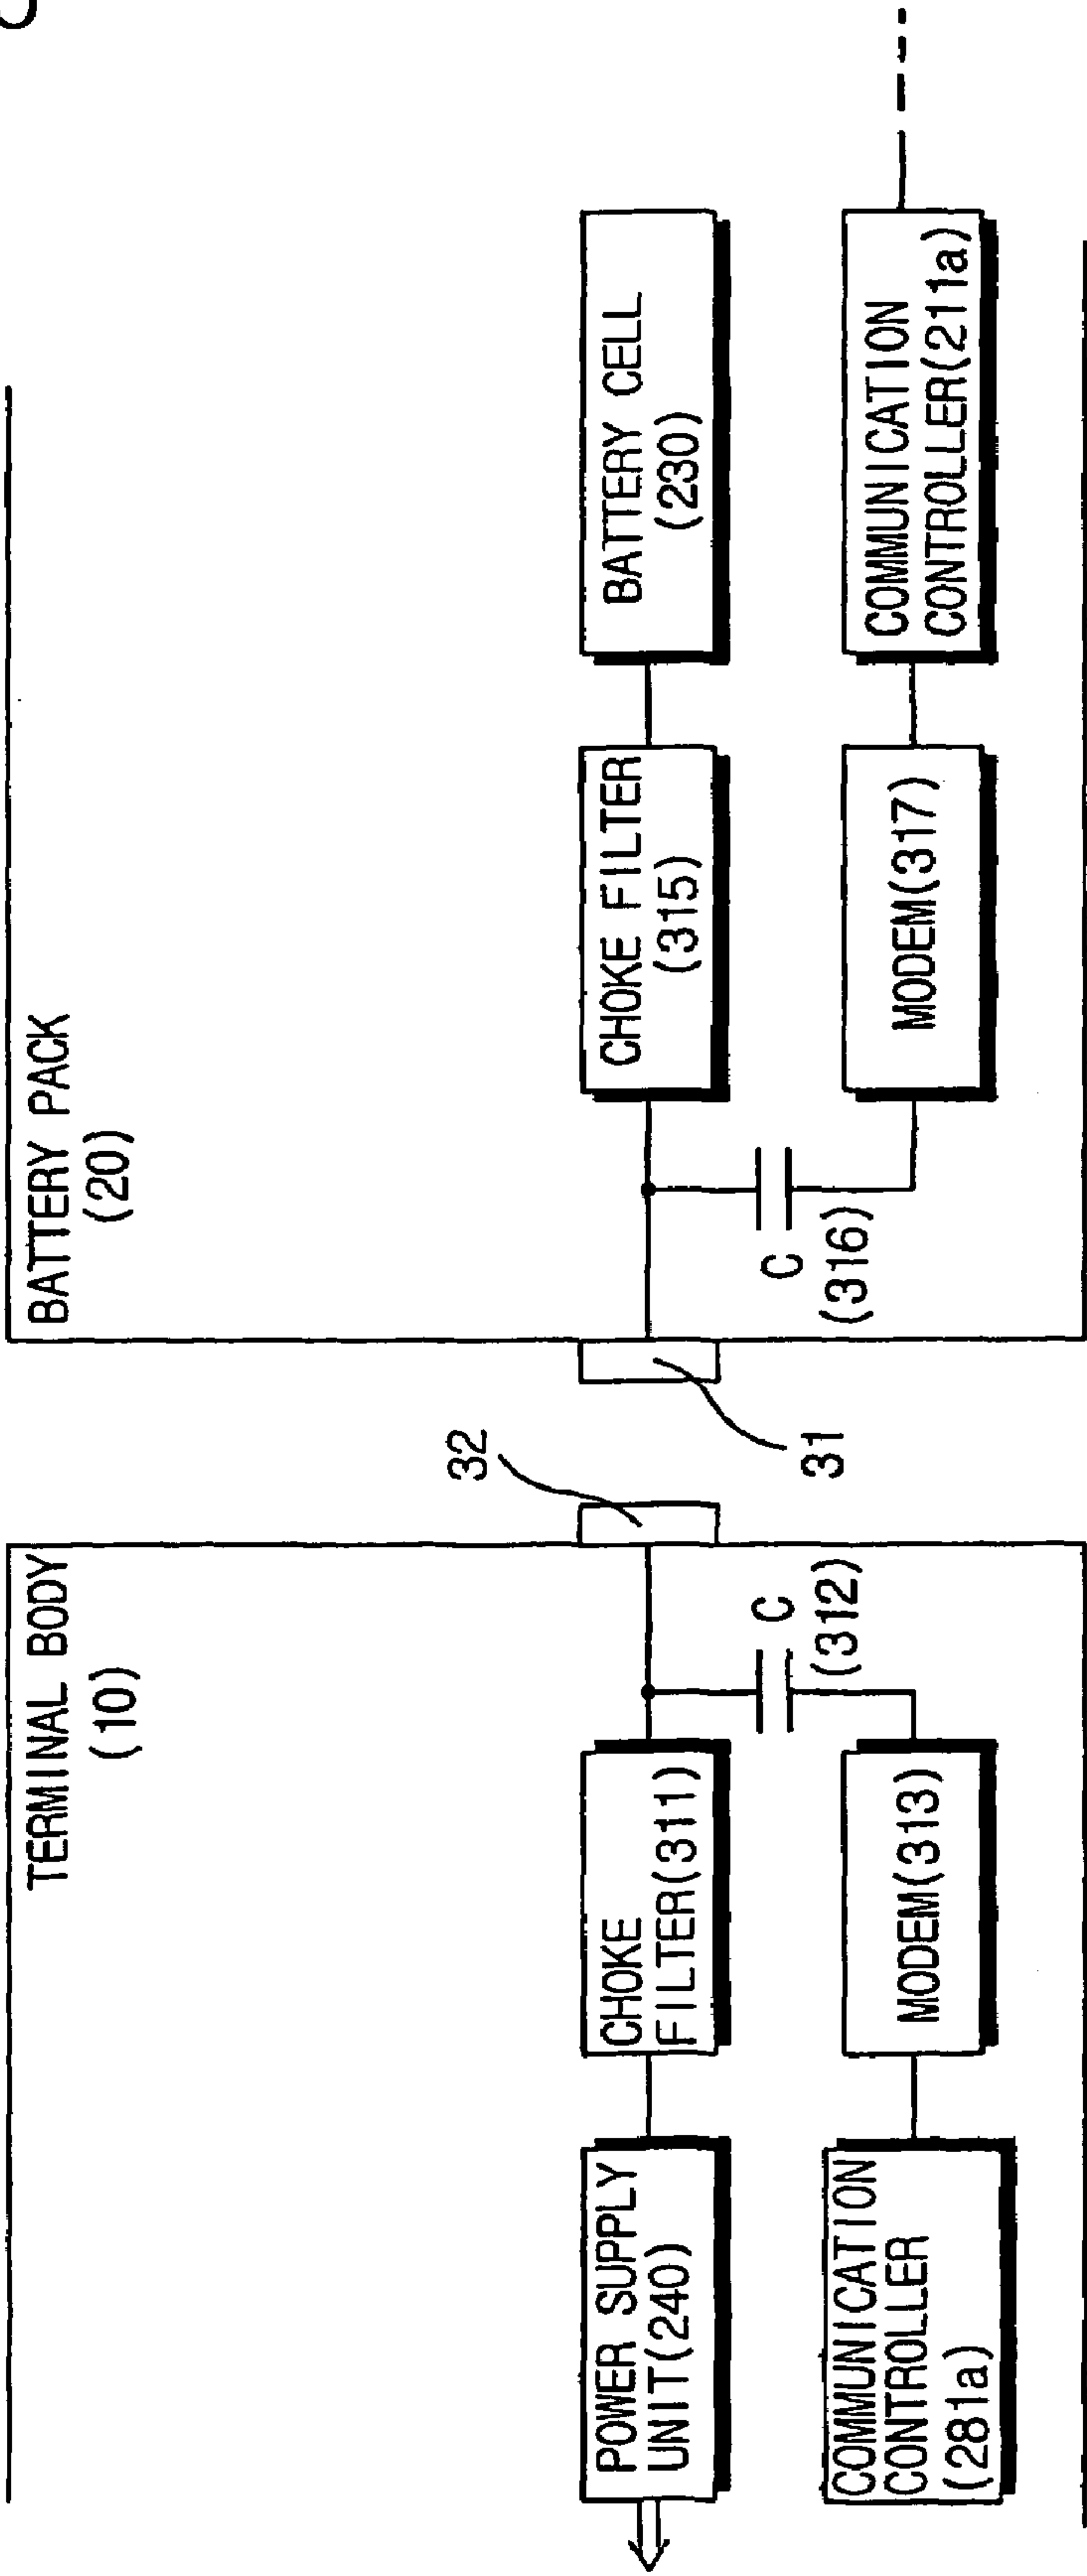 TERMINAL BODY
(10)
POWER SUPPLY
UNIT(240)
CHOKE
FILTER(311)
C
(312)
COMMUNICATION
CONTROLLER
(281a)
MODEM(313)
32
31
BATTERY PACK
(20)
C
(316)
CHOKE FILTER
(315)
BATTERY CELL
(230)
MODEM(317)
COMMUNICATION
CONTROLLER(211a)